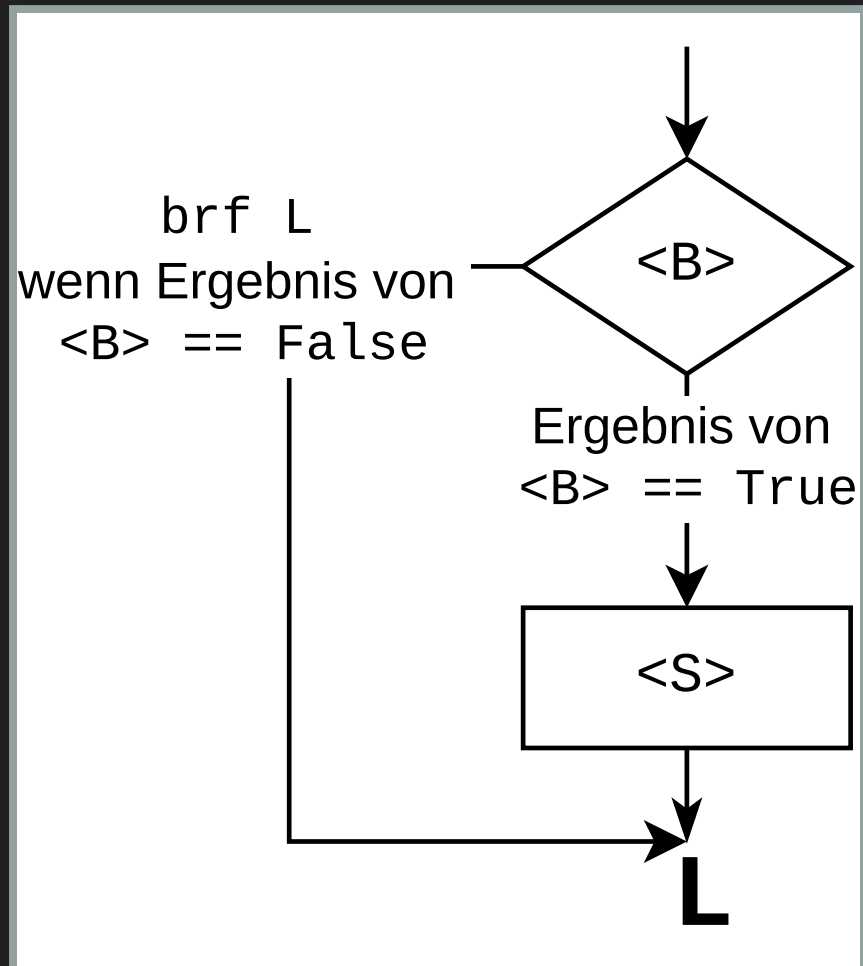 <B>
brf L
wenn Ergebnis von
<B> == False
Ergebnis von
<B> == True
<S>
L